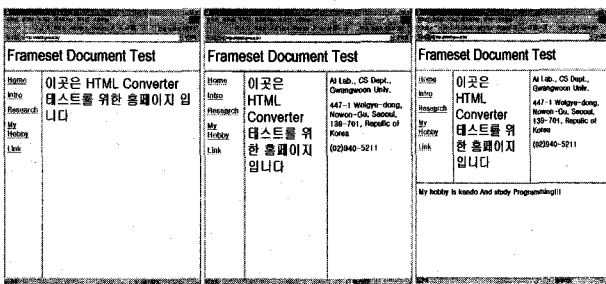 Frameset Document Test
Home
Intro
Research
My
Hobby
Link
이곳은 HTML Converter
테스트를 위한 홈페이지 입
니다
Frameset Document Test
Home
Intro
Research
My
Hobby
Link
이곳은
HTML
Converter
테스트를 위
한 홈페이지
입니다
AI Lab., CS Dept.,
Gwangwoon Univ.
447-1 Wolgye-dong,
Nowon-Gu, Seooul,
139-701, Repulic of
Korea
(02)940-5211
Frameset Document Test
Home
Intro
Research
My
Hobby
Link
이곳은
HTML
Converter
테스트를 위
한 홈페이지
입니다
AI Lab., CS Dept.,
Gwangwoon Univ.
447-1 Wolgye-dong,
Nowon-Gu, Seooul,
139-701, Repulic of
Korea
(02)940-5211
My hobby is kendo And study Programming!!!